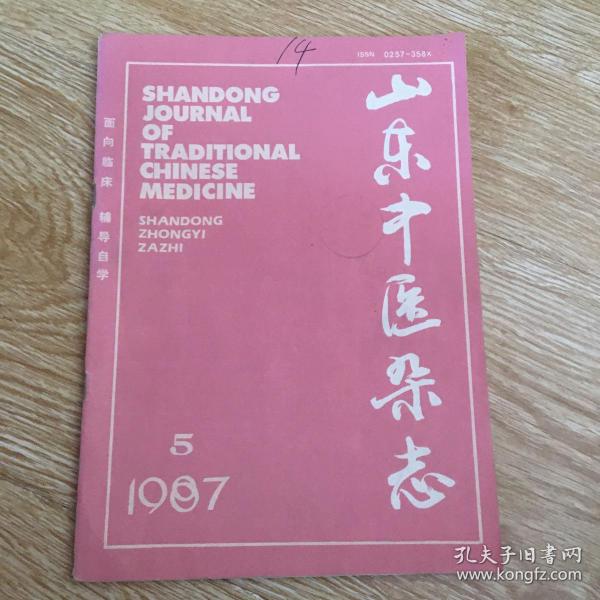 14
ISSN 0257-358X
SHANDONG
JOURNAL
OF
TRADITIONAL
CHINESE
MEDICINE
SHANDONG
ZHONGYI
ZAZHI
山东中医杂志
面向临床 辅导自学
5
1987
孔夫子旧书网
www.kongfz.com